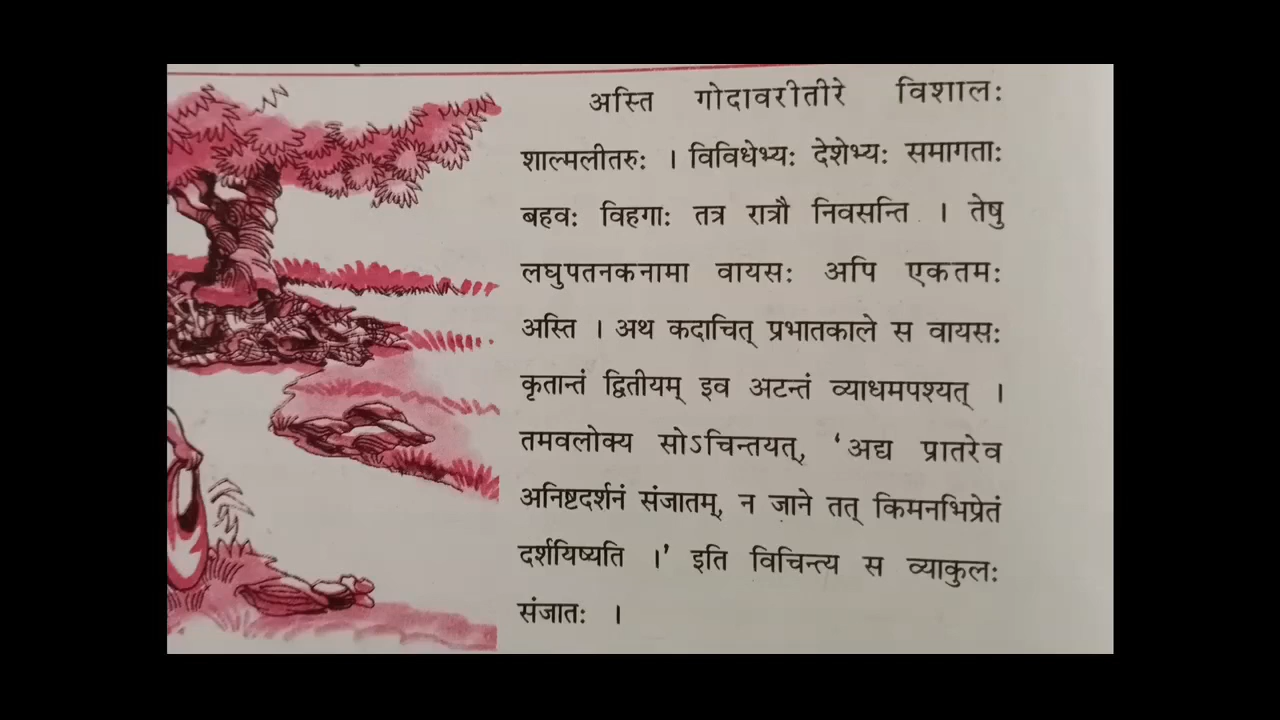 अस्ति गोदावरीतीरे विशालः
शाल्मलीतरुः । विविधेभ्यः देशेभ्यः समागताः
बहवः विहगाः तत्र रात्रौ निवसन्ति । तेषु
लघुपतनकनामा वायसः अपि एकतमः
अस्ति । अथ कदाचित् प्रभातकाले स वायसः
कृतान्तं द्वितीयम् इव अटन्तं व्याधमपश्यत् ।
तमवलोक्य सोऽचिन्तयत्, ‘अद्य प्रातरेव
अनिष्टदर्शनं संजातम्, न जाने तत् किमनभिप्रेतं
दर्शयिष्यति ।’ इति विचिन्त्य स व्याकुलः
संजातः ।